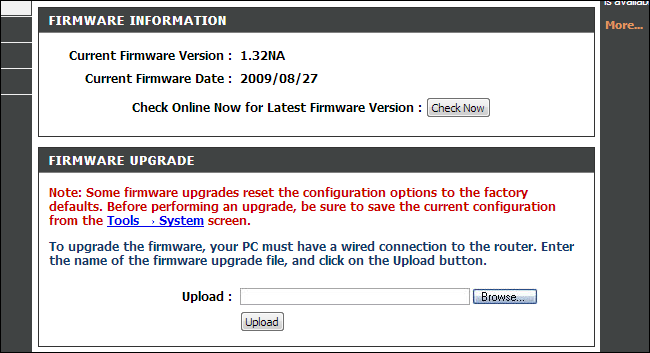 is availab
More...
FIRMWARE INFORMATION
Current Firmware Version : 1.32NA
Current Firmware Date : 2009/08/27
Check Online Now for Latest Firmware Version : Check Now
FIRMWARE UPGRADE
Note: Some firmware upgrades reset the configuration options to the factory
defaults. Before performing an upgrade, be sure to save the current configuration
from the Tools → System screen.
To upgrade the firmware, your PC must have a wired connection to the router. Enter
the name of the firmware upgrade file, and click on the Upload button.
Upload : Browse...
Upload